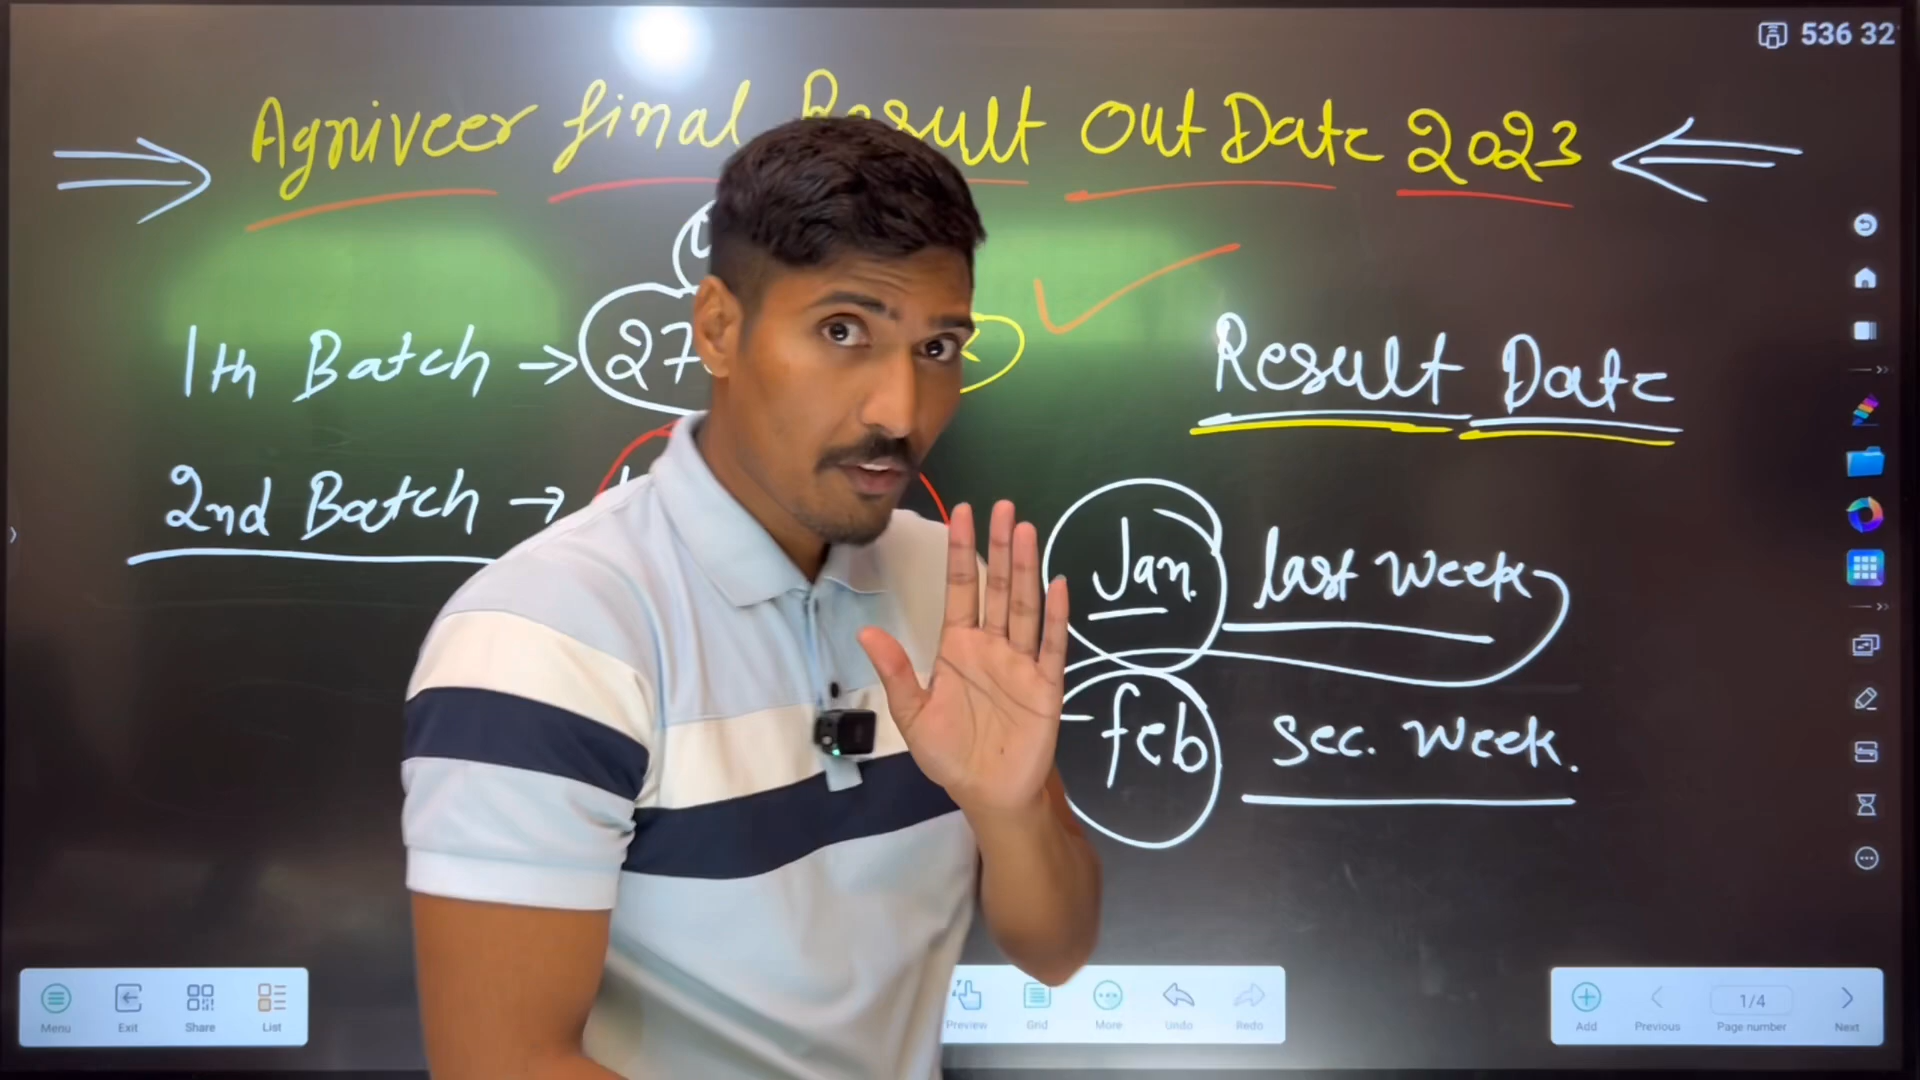 536 32
Agniveer final Result Out Date 2023
1th Batch → 27
2nd Batch →
Result Date
Jan. last week
feb sec. week.
Menu Exit Share List
Preview Grid More Undo Redo
Add Previous 1/4 Page number Next